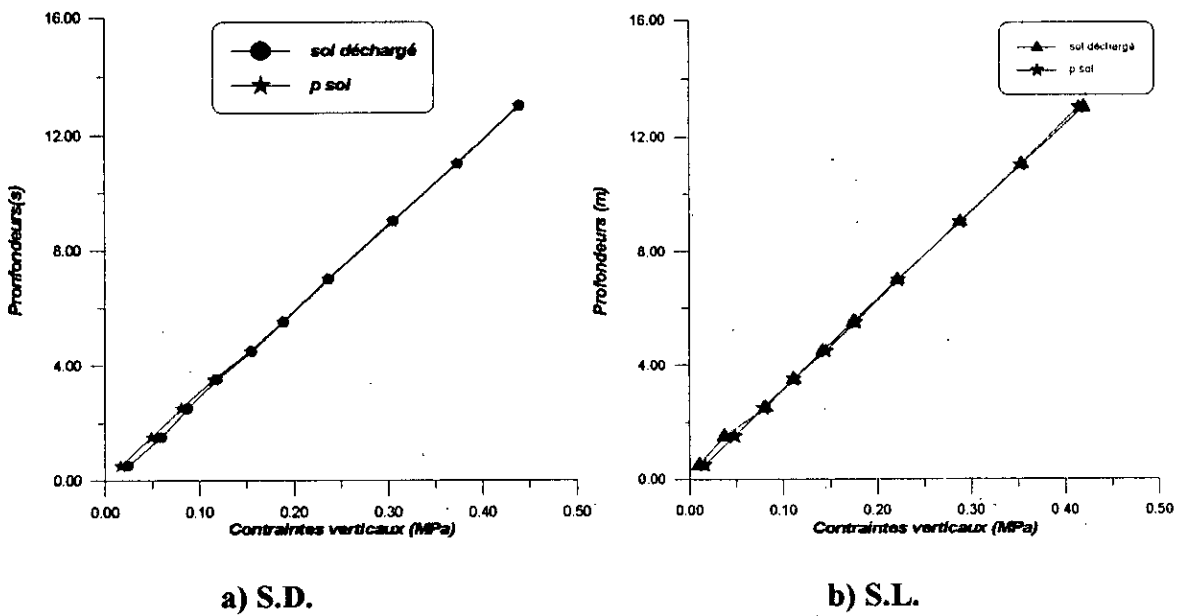 16.00
12.00
8.00
4.00
0.00
Pronfondeurs(s)
sol déchargé
p sol
0.00 0.10 0.20 0.30 0.40 0.50
Contraintes verticaux (MPa)
a) S.D.
16.00
12.00
8.00
4.00
0.00
Profondeurs (m)
sol déchargé
p sol
0.00 0.10 0.20 0.30 0.40 0.50
Contraintes verticaux (MPa)
b) S.L.